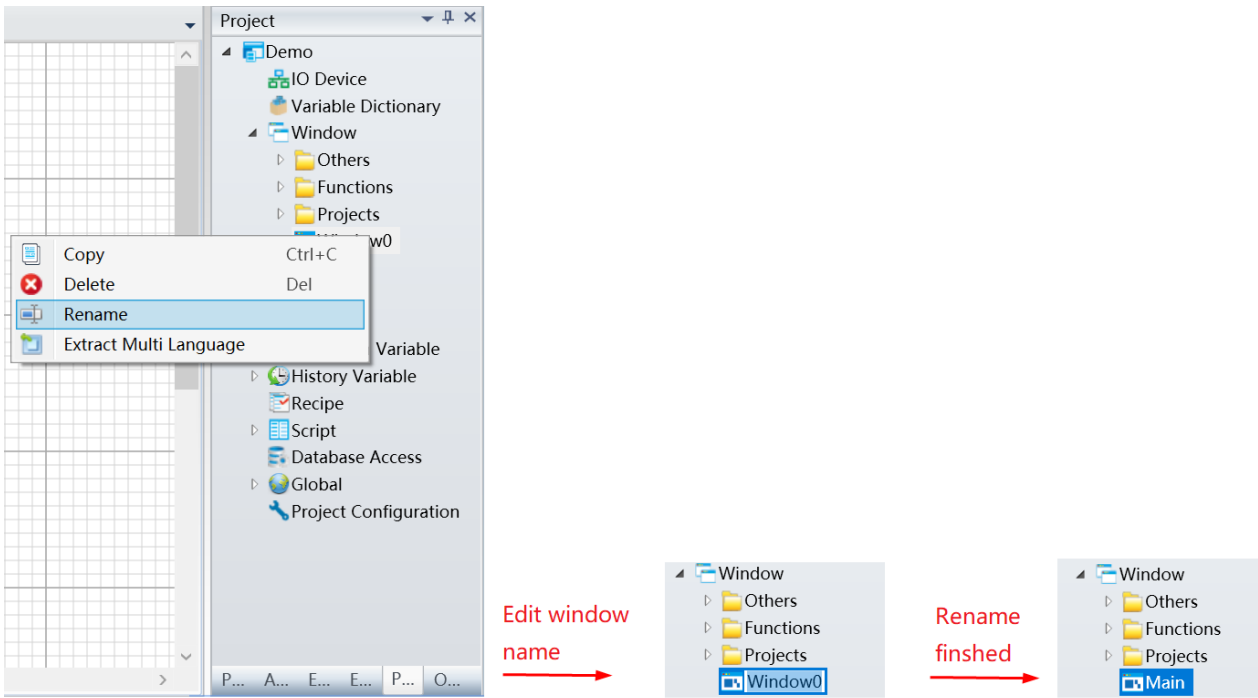 Project
Demo
IO Device
Variable Dictionary
Window
Others
Functions
Projects
w0
Copy Ctrl+C
Delete Del
Rename
Extract Multi Language
Variable
History Variable
Recipe
Script
Database Access
Global
Project Configuration
P... A... E... E... P... O...
Edit window
name
Window
Others
Functions
Projects
Window0
Rename
finshed
Window
Others
Functions
Projects
Main